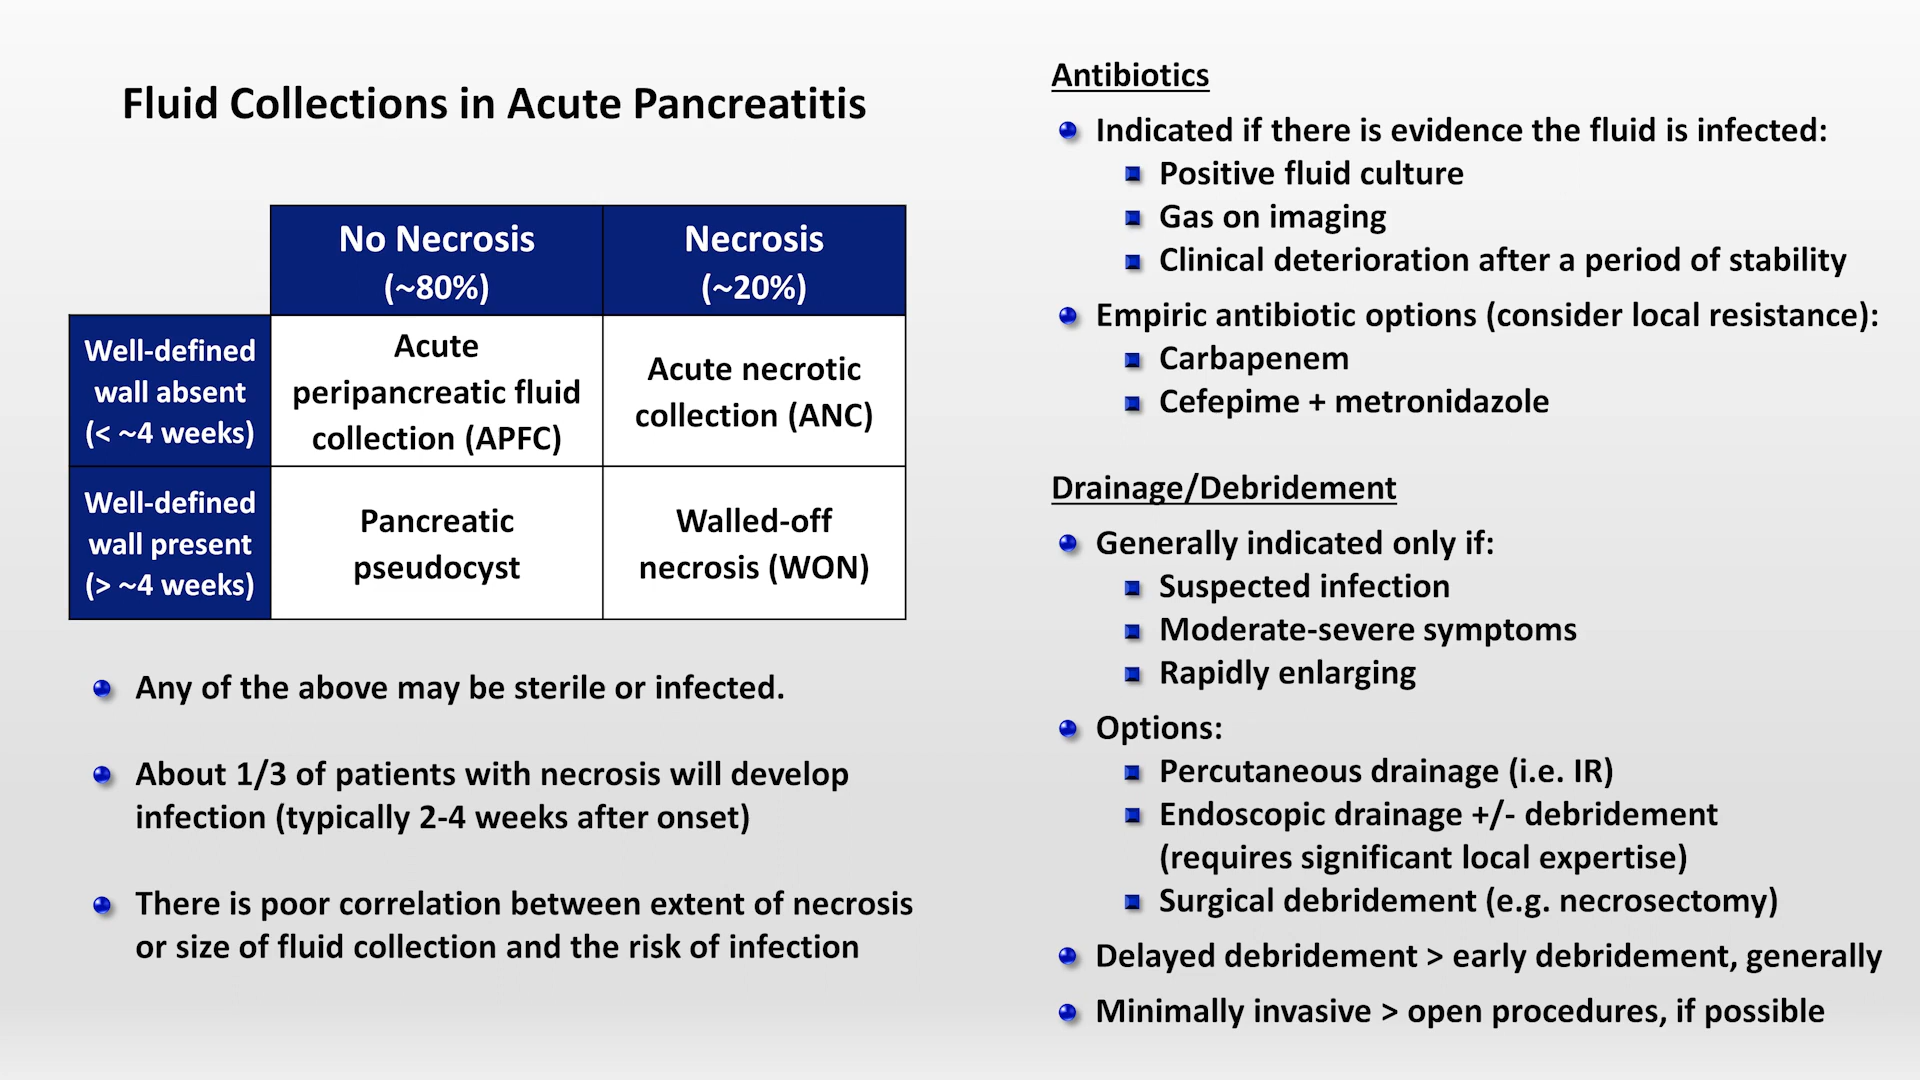 Fluid Collections in Acute Pancreatitis
No Necrosis
(~80%)
Necrosis
(~20%)
Well-defined
wall absent
(< ~4 weeks)
Acute
peripancreatic fluid
collection (APFC)
Acute necrotic
collection (ANC)
Well-defined
wall present
(> ~4 weeks)
Pancreatic
pseudocyst
Walled-off
necrosis (WON)
Any of the above may be sterile or infected.
About 1/3 of patients with necrosis will develop
infection (typically 2-4 weeks after onset)
There is poor correlation between extent of necrosis
or size of fluid collection and the risk of infection
Antibiotics
Indicated if there is evidence the fluid is infected:
Positive fluid culture
Gas on imaging
Clinical deterioration after a period of stability
Empiric antibiotic options (consider local resistance):
Carbapenem
Cefepime + metronidazole
Drainage/Debridement
Generally indicated only if:
Suspected infection
Moderate-severe symptoms
Rapidly enlarging
Options:
Percutaneous drainage (i.e. IR)
Endoscopic drainage +/- debridement
(requires significant local expertise)
Surgical debridement (e.g. necrosectomy)
Delayed debridement > early debridement, generally
Minimally invasive > open procedures, if possible